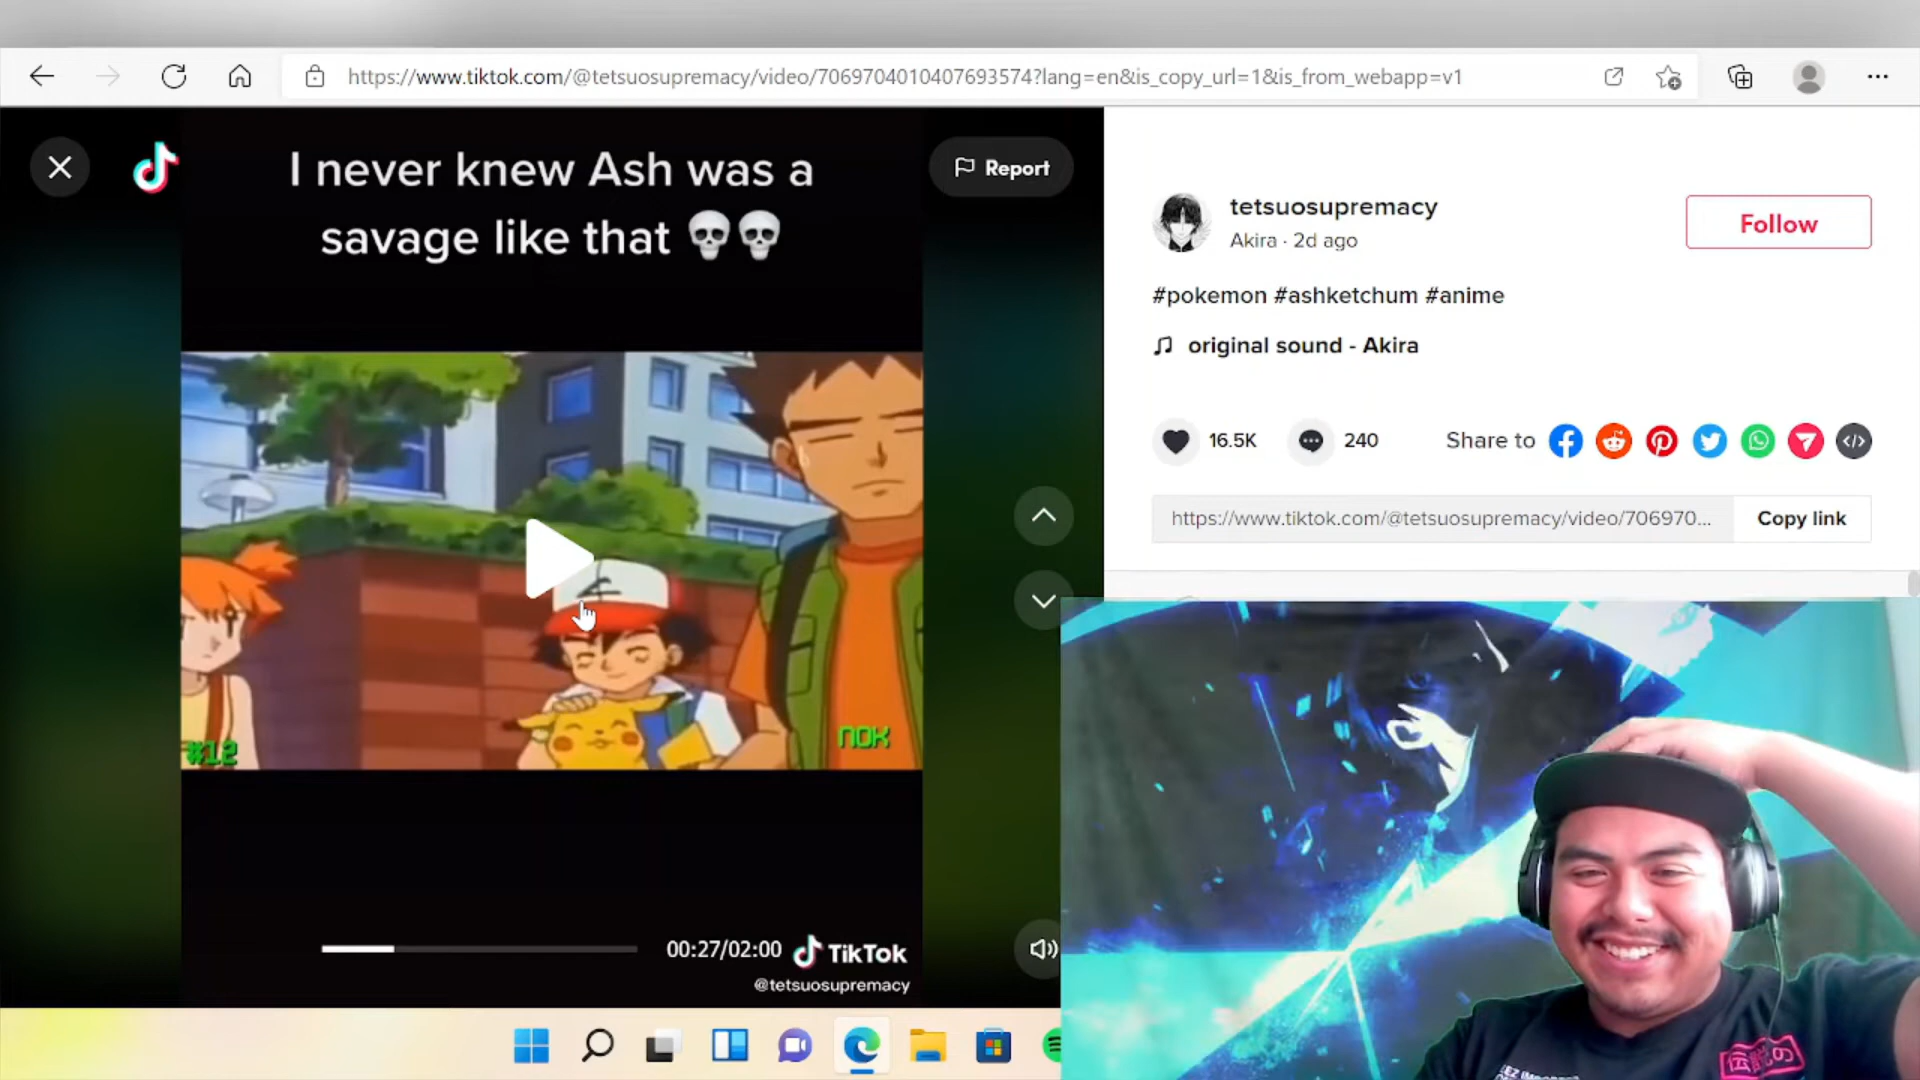 https://www.tiktok.com/@tetsuosupremacy/video/7069704010407693574?lang=en&is_copy_url=1&is_from_webapp=v1
I never knew Ash was a
savage like that 💀💀
Report
#12
NOK
00:27/02:00
TikTok
@tetsuosupremacy
tetsuosupremacy
Akira · 2d ago
Follow
#pokemon #ashketchum #anime
original sound - Akira
16.5K
240
Share to
https://www.tiktok.com/@tetsuosupremacy/video/706970...
Copy link